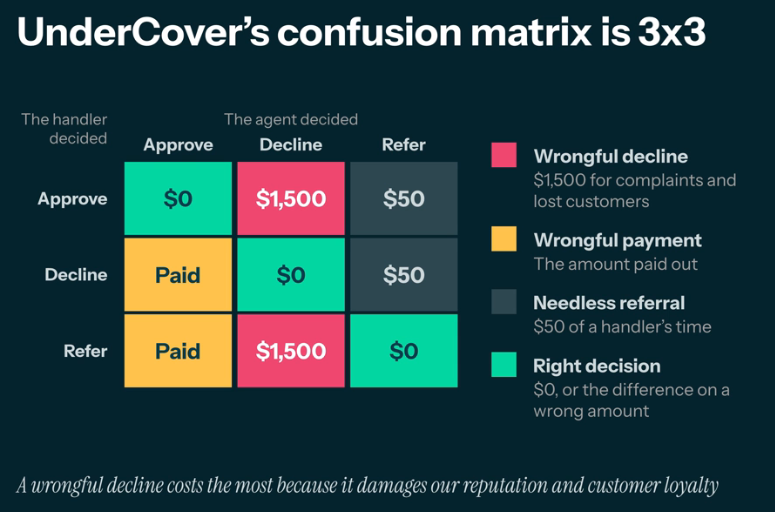 UnderCover’s confusion matrix is 3x3
The handler
decided
The agent decided
Approve
Decline
Refer
Approve
$0
$1,500
$50
Decline
Paid
$0
$50
Refer
Paid
$1,500
$0
Wrongful decline
$1,500 for complaints and
lost customers
Wrongful payment
The amount paid out
Needless referral
$50 of a handler’s time
Right decision
$0, or the difference on a
wrong amount
A wrongful decline costs the most because it damages our reputation and customer loyalty